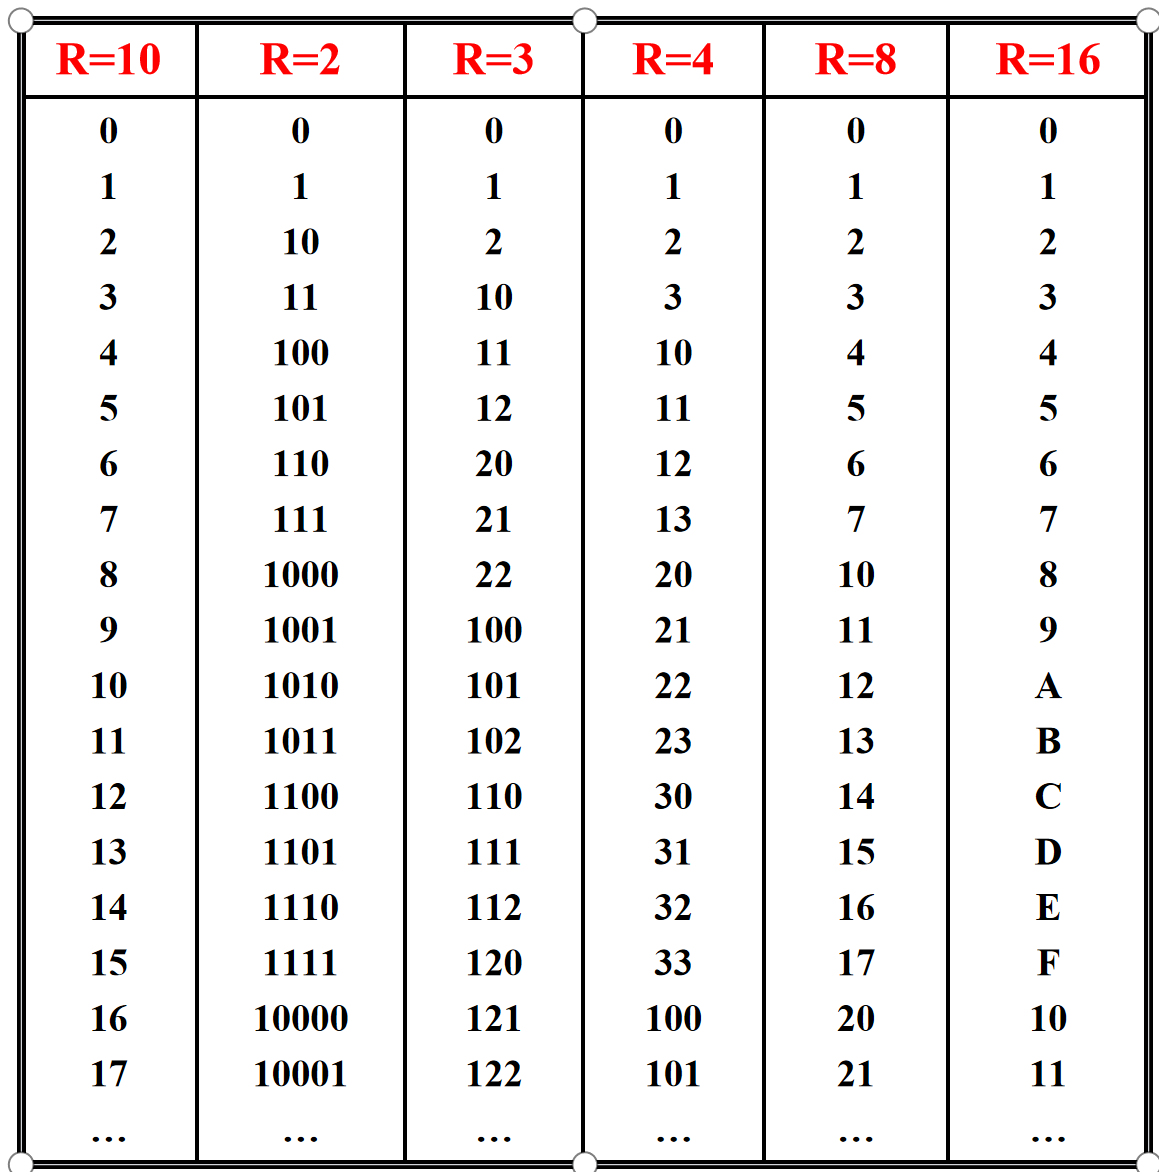 R=10 R=2 R=3 R=4 R=8 R=16
0 0 0 0 0 0
1 1 1 1 1 1
2 10 2 2 2 2
3 11 10 3 3 3
4 100 11 10 4 4
5 101 12 11 5 5
6 110 20 12 6 6
7 111 21 13 7 7
8 1000 22 20 10 8
9 1001 100 21 11 9
10 1010 101 22 12 A
11 1011 102 23 13 B
12 1100 110 30 14 C
13 1101 111 31 15 D
14 1110 112 32 16 E
15 1111 120 33 17 F
16 10000 121 100 20 10
17 10001 122 101 21 11
… … … … … …